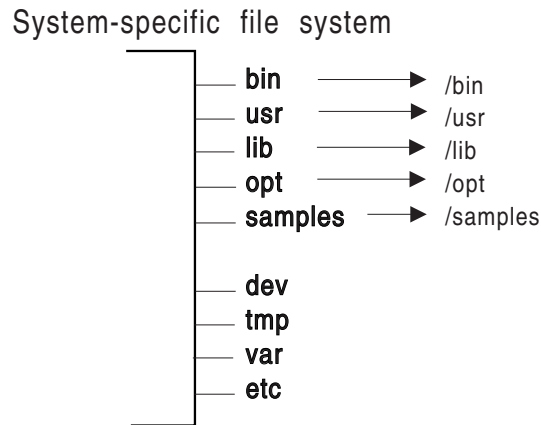 System-specific file system
bin /bin
usr /usr
lib /lib
opt /opt
samples /samples
dev
tmp
var
etc